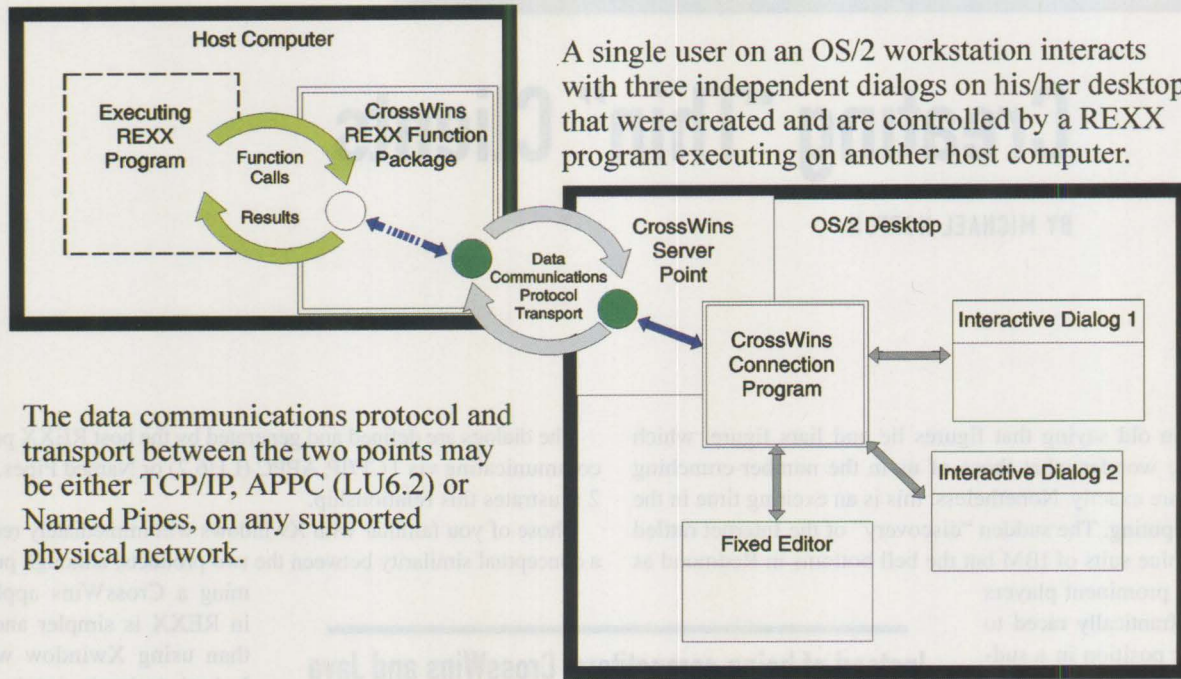 Host Computer
Executing
REXX
Program
Function
Calls
Results
CrossWins
REXX Function
Package
A single user on an OS/2 workstation interacts
with three independent dialogs on his/her desktop
that were created and are controlled by a REXX
program executing on another host computer.
Data
Communications
Protocol
Transport
CrossWins
Server
Point
OS/2 Desktop
CrossWins
Connection
Program
Interactive Dialog 1
Interactive Dialog 2
Fixed Editor
The data communications protocol and
transport between the two points may
be either TCP/IP, APPC (LU6.2) or
Named Pipes, on any supported
physical network.